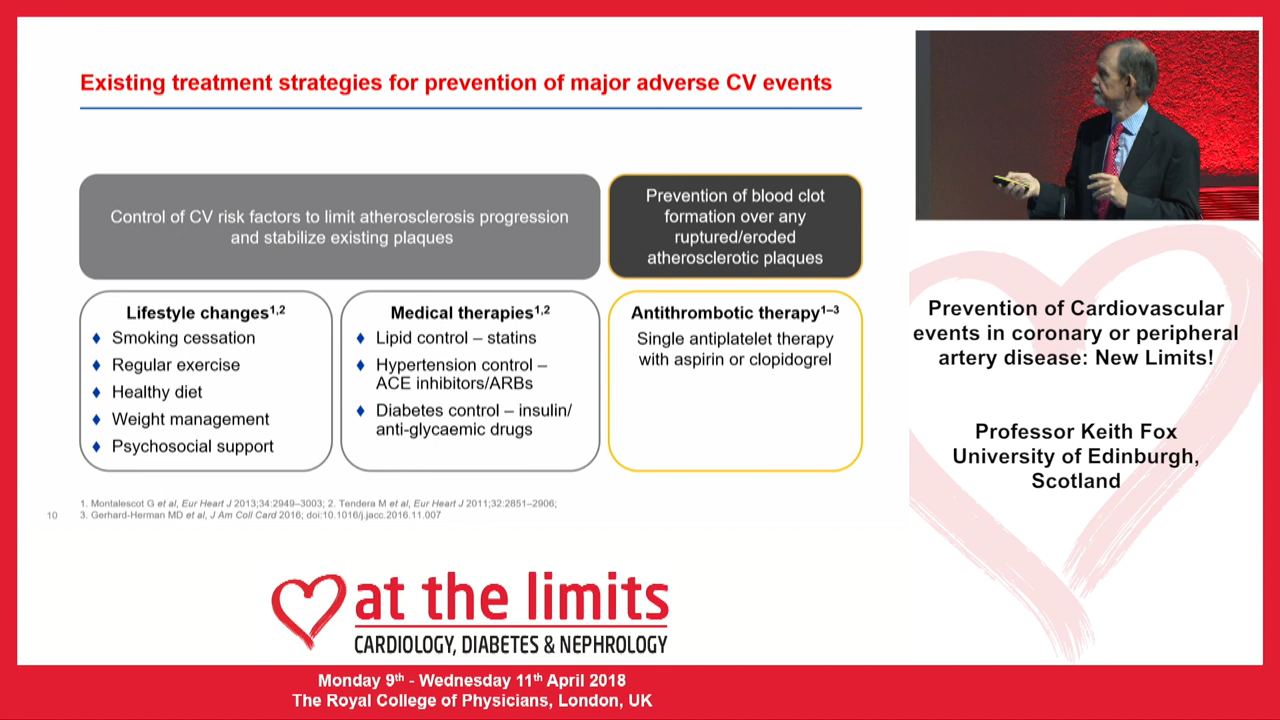 Existing treatment strategies for prevention of major adverse CV events
Control of CV risk factors to limit atherosclerosis progression
and stabilize existing plaques
Prevention of blood clot
formation over any
ruptured/eroded
atherosclerotic plaques
Lifestyle changes1,2
♦ Smoking cessation
♦ Regular exercise
♦ Healthy diet
♦ Weight management
♦ Psychosocial support
Medical therapies1,2
♦ Lipid control – statins
♦ Hypertension control –
ACE inhibitors/ARBs
♦ Diabetes control – insulin/
anti-glycaemic drugs
Antithrombotic therapy1–3
Single antiplatelet therapy
with aspirin or clopidogrel
1. Montalescot G et al, Eur Heart J 2013;34:2949–3003; 2. Tendera M et al, Eur Heart J 2011;32:2851–2906;
3. Gerhard-Herman MD et al, J Am Coll Card 2016; doi:10.1016/j.jacc.2016.11.007
10
Prevention of Cardiovascular
events in coronary or peripheral
artery disease: New Limits!
Professor Keith Fox
University of Edinburgh,
Scotland
at the limits
CARDIOLOGY, DIABETES & NEPHROLOGY
Monday 9th - Wednesday 11th April 2018
The Royal College of Physicians, London, UK